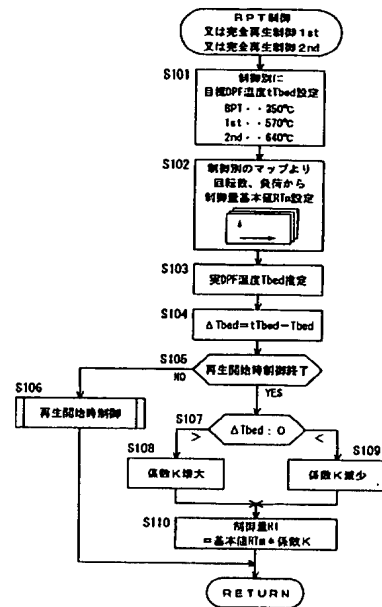 BPT制御
又は完全再生制御1st
又は完全再生制御2nd
S101
制御別に
目標DPF温度tTbed設定
BPT・・350℃
1st・・570℃
2nd・・640℃
S102
制御別のマップより
回転数、負荷から
制御量基本値RTm設定
S103
実DPF温度Tbed推定
S104
ΔTbed=tTbed−Tbed
S105
再生開始時制御終了
NO
YES
S106
再生開始時制御
S107
ΔTbed:0
>
<
S108
係数K増大
S109
係数K減少
S110
制御量RT
=基本値RTm*係数K
RETURN